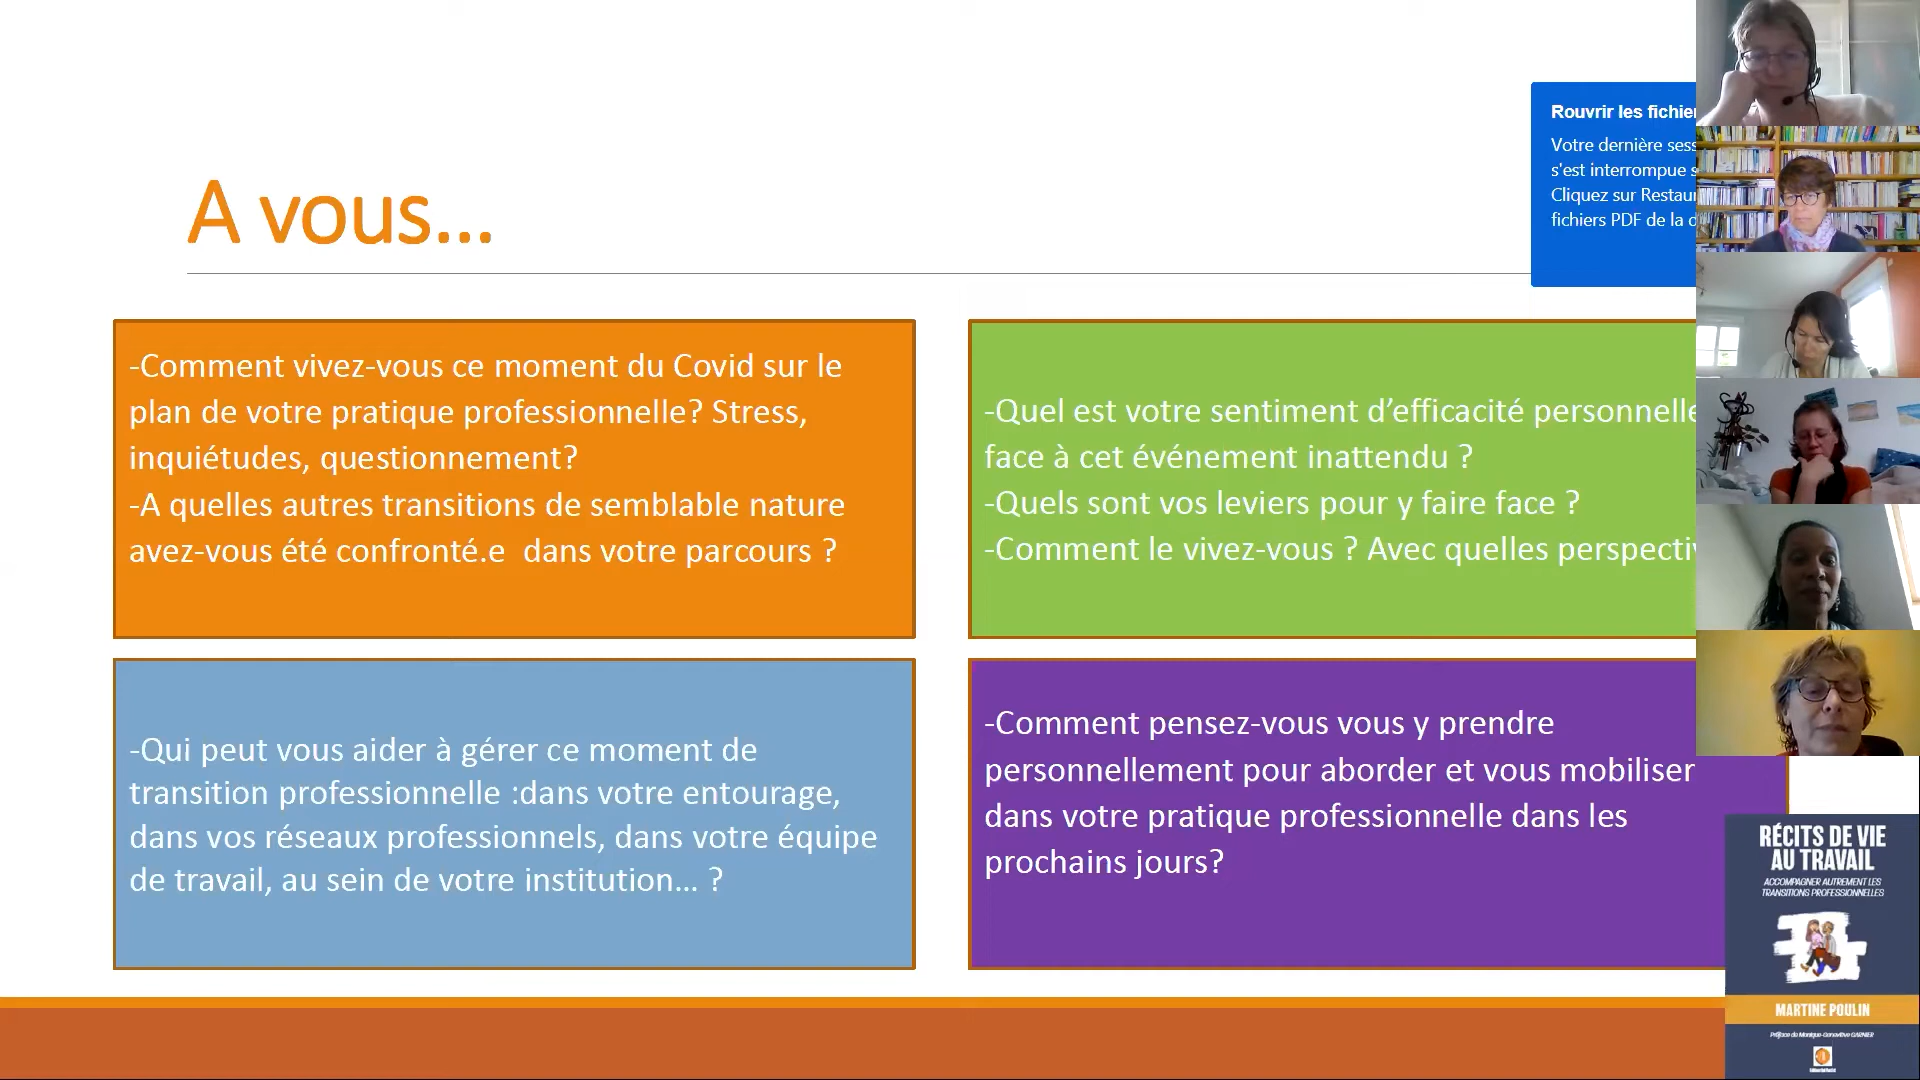 A vous...
Rouvrir les fichier
Votre dernière sess
s'est interrompue s
Cliquez sur Restau
fichiers PDF de la d
-Comment vivez-vous ce moment du Covid sur le
plan de votre pratique professionnelle? Stress,
inquiétudes, questionnement?
-A quelles autres transitions de semblable nature
avez-vous été confronté.e  dans votre parcours ?
-Quel est votre sentiment d’efficacité personnelle
face à cet événement inattendu ?
-Quels sont vos leviers pour y faire face ?
-Comment le vivez-vous ? Avec quelles perspectiv
-Qui peut vous aider à gérer ce moment de
transition professionnelle :dans votre entourage,
dans vos réseaux professionnels, dans votre équipe
de travail, au sein de votre institution... ?
-Comment pensez-vous vous y prendre
personnellement pour aborder et vous mobiliser
dans votre pratique professionnelle dans les
prochains jours?
RÉCITS DE VIE
AU TRAVAIL
ACCOMPAGNER AUTREMENT LES
TRANSITIONS PROFESSIONNELLES
MARTINE POULIN
Préface de Monique-Geneviève GARNIER